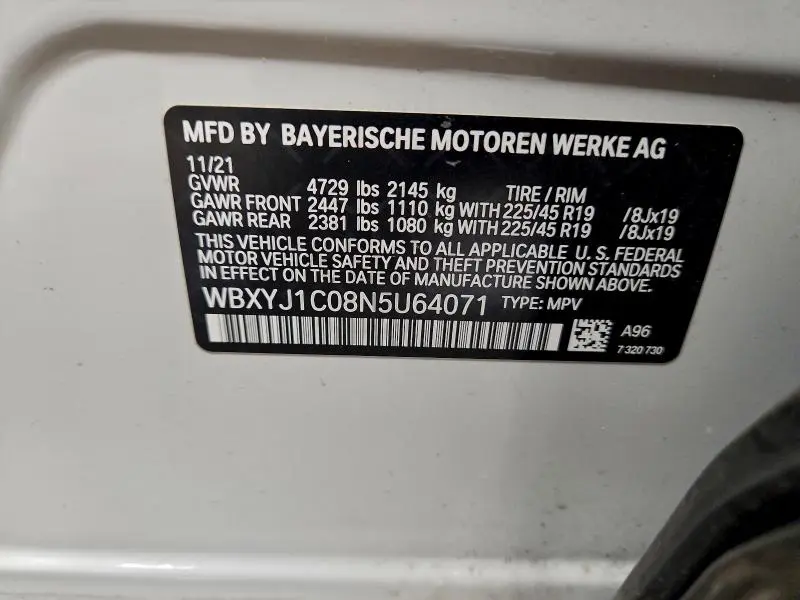 MFD BY BAYERISCHE MOTOREN WERKE AG
11/21
GVWR 4729 lbs 2145 kg TIRE / RIM
GAWR FRONT 2447 lbs 1110 kg WITH 225/45 R19 /8Jx19
GAWR REAR 2381 lbs 1080 kg WITH 225/45 R19 /8Jx19
THIS VEHICLE CONFORMS TO ALL APPLICABLE U. S. FEDERAL
MOTOR VEHICLE SAFETY AND THEFT PREVENTION STANDARDS
IN EFFECT ON THE DATE OF MANUFACTURE SHOWN ABOVE.
WBXYJ1C08N5U64071 TYPE: MPV
A96
7 320 730